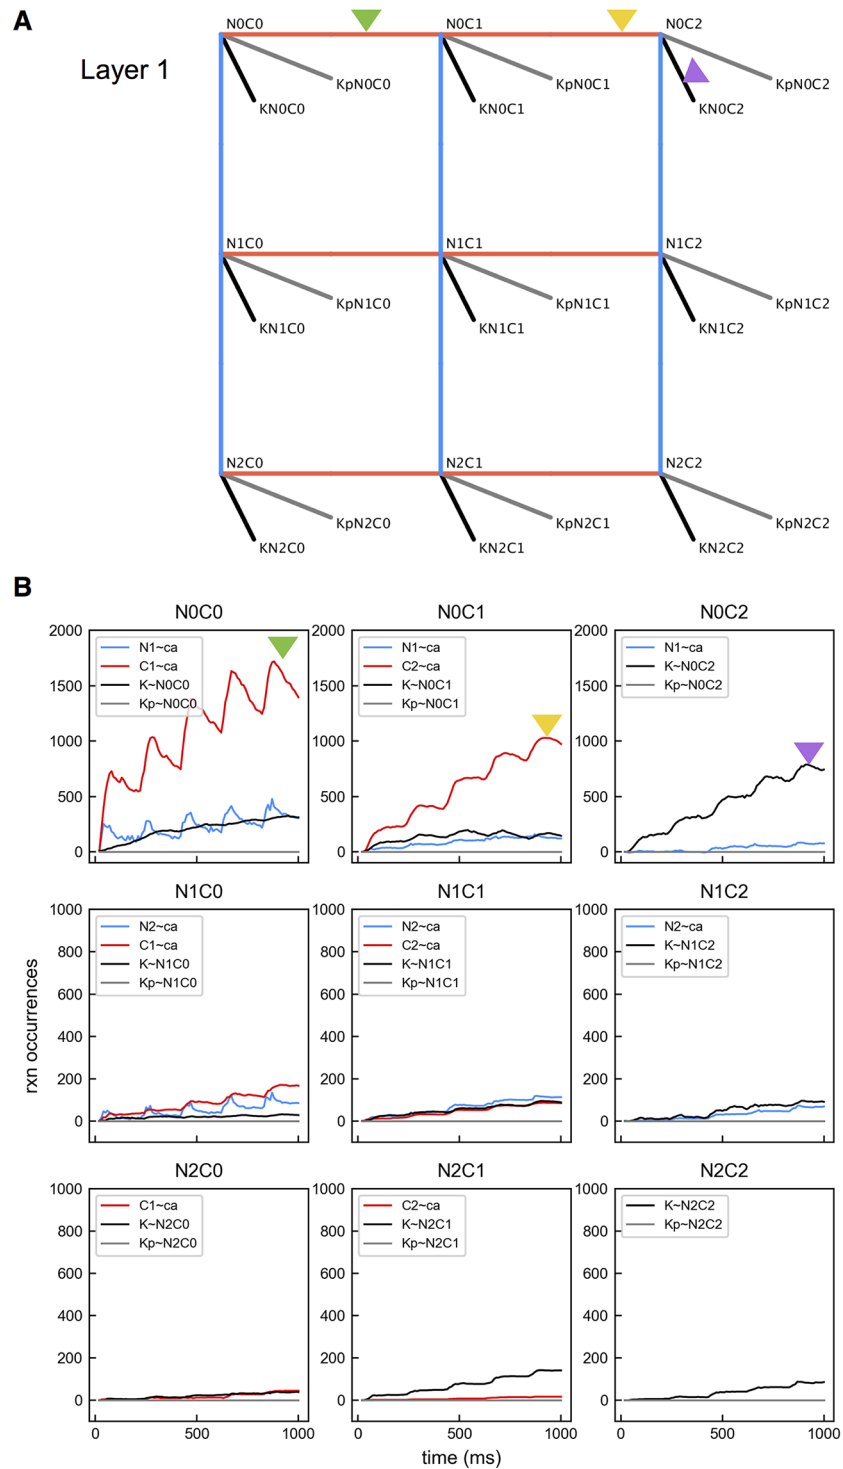 A
Layer 1
N0C0 N0C1 N0C2
KpN0C0 KpN0C1 KpN0C2
KN0C0 KN0C1 KN0C2
N1C0 N1C1 N1C2
KpN1C0 KpN1C1 KpN1C2
KN1C0 KN1C1 KN1C2
N2C0 N2C1 N2C2
KpN2C0 KpN2C1 KpN2C2
KN2C0 KN2C1 KN2C2
B
rxn occurrences
N0C0
2000
1500
1000
500
0
N1~ca
C1~ca
K~N0C0
Kp~N0C0
N0C1
2000
1500
1000
500
0
N1~ca
C2~ca
K~N0C1
Kp~N0C1
N0C2
2000
1500
1000
500
0
N1~ca
K~N0C2
Kp~N0C2
N1C0
1000
800
600
400
200
0
N2~ca
C1~ca
K~N1C0
Kp~N1C0
N1C1
1000
800
600
400
200
0
N2~ca
C2~ca
K~N1C1
Kp~N1C1
N1C2
1000
800
600
400
200
0
N2~ca
K~N1C2
Kp~N1C2
N2C0
1000
800
600
400
200
0
C1~ca
K~N2C0
Kp~N2C0
0 500 1000
N2C1
1000
800
600
400
200
0
C2~ca
K~N2C1
Kp~N2C1
0 500 1000
N2C2
1000
800
600
400
200
0
K~N2C2
Kp~N2C2
0 500 1000
time (ms)